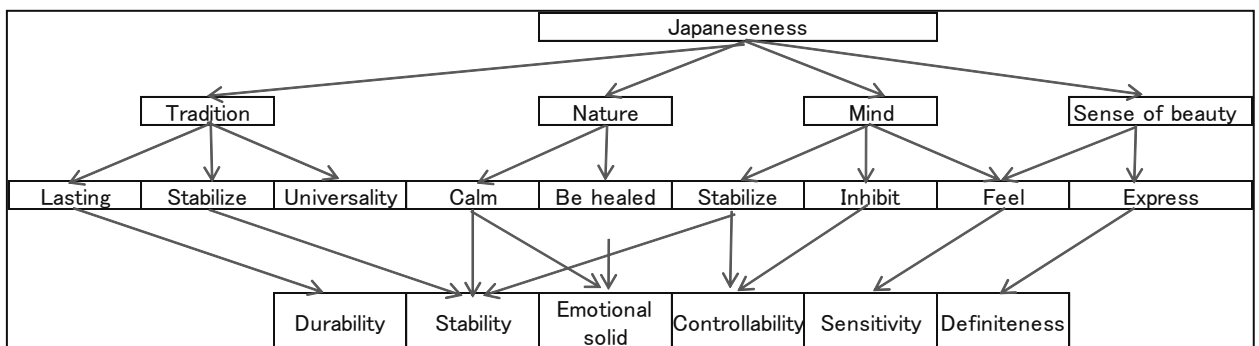 Japaneseness
Tradition Nature Mind Sense of beauty
Lasting Stabilize Universality Calm Be healed Stabilize Inhibit Feel Express
Durability Stability Emotional solid Controllability Sensitivity Definiteness